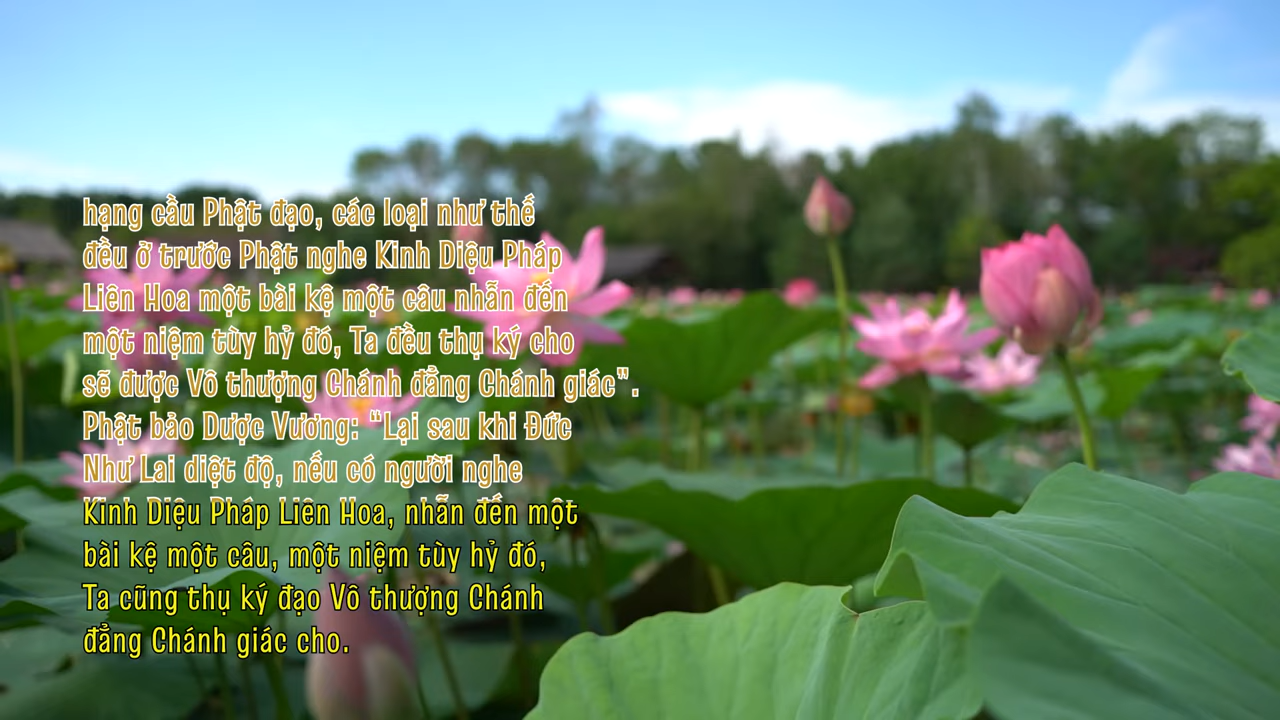 hạng cầu Phật đạo, các loại như thế
đều ở trước Phật nghe Kinh Diệu Pháp
Liên Hoa một bài kệ một câu nhẫn đến
một niệm tùy hỷ đó, Ta đều thụ ký cho
sẽ được Vô thượng Chánh đẳng Chánh giác”.
Phật bảo Dược Vương: “Lại sau khi Đức
Như Lai diệt độ, nếu có người nghe
Kinh Diệu Pháp Liên Hoa, nhẫn đến một
bài kệ một câu, một niệm tùy hỷ đó,
Ta cũng thụ ký đạo Vô thượng Chánh
đẳng Chánh giác cho.